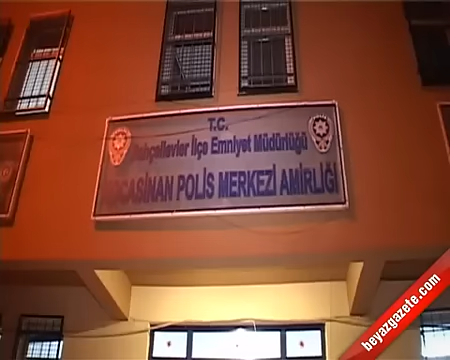 T.C.
Bahçelievler İlçe Emniyet Müdürlüğü
KOCASİNAN POLİS MERKEZİ AMİRLİĞİ
beyazgazete.com